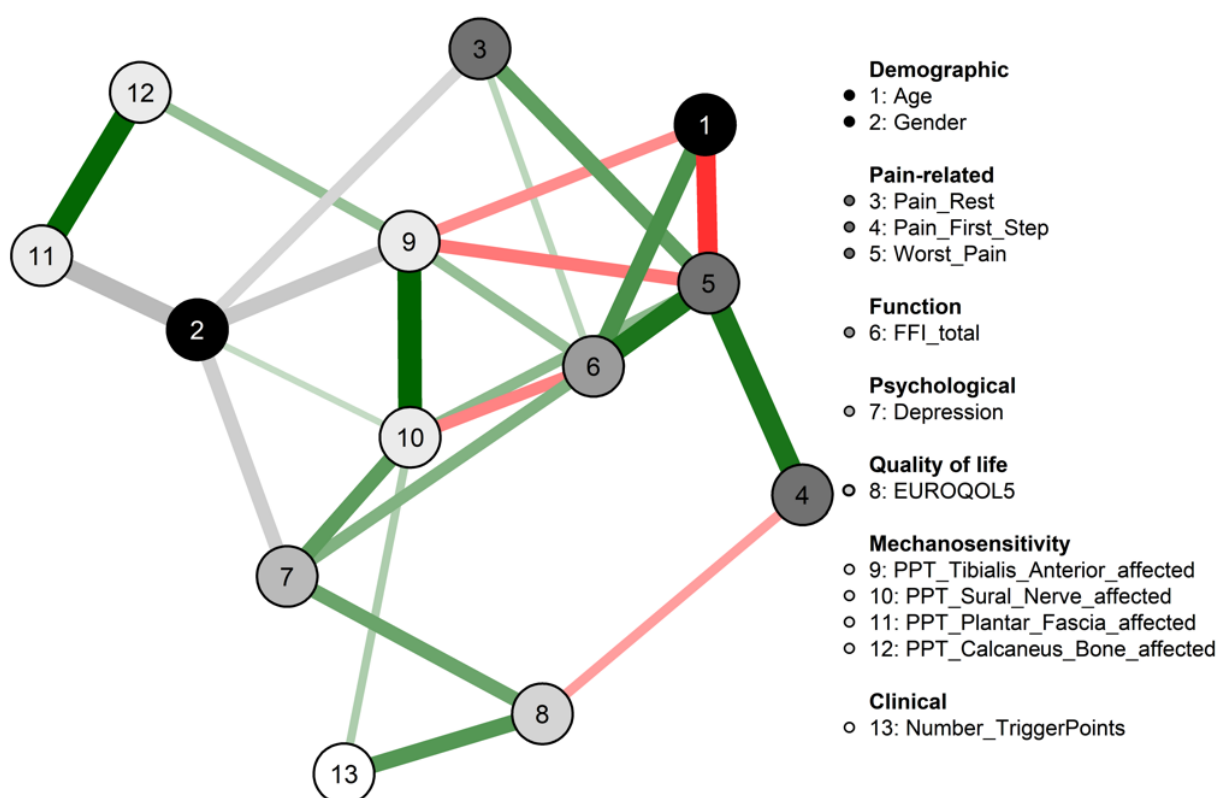 3
12
1
9
11
5
2
6
10
4
7
8
13
Demographic
1: Age
2: Gender
Pain-related
3: Pain_Rest
4: Pain_First_Step
5: Worst_Pain
Function
6: FFI_total
Psychological
7: Depression
Quality of life
8: EUROQOL5
Mechanosensitivity
9: PPT_Tibialis_Anterior_affected
10: PPT_Sural_Nerve_affected
11: PPT_Plantar_Fascia_affected
12: PPT_Calcaneus_Bone_affected
Clinical
13: Number_TriggerPoints